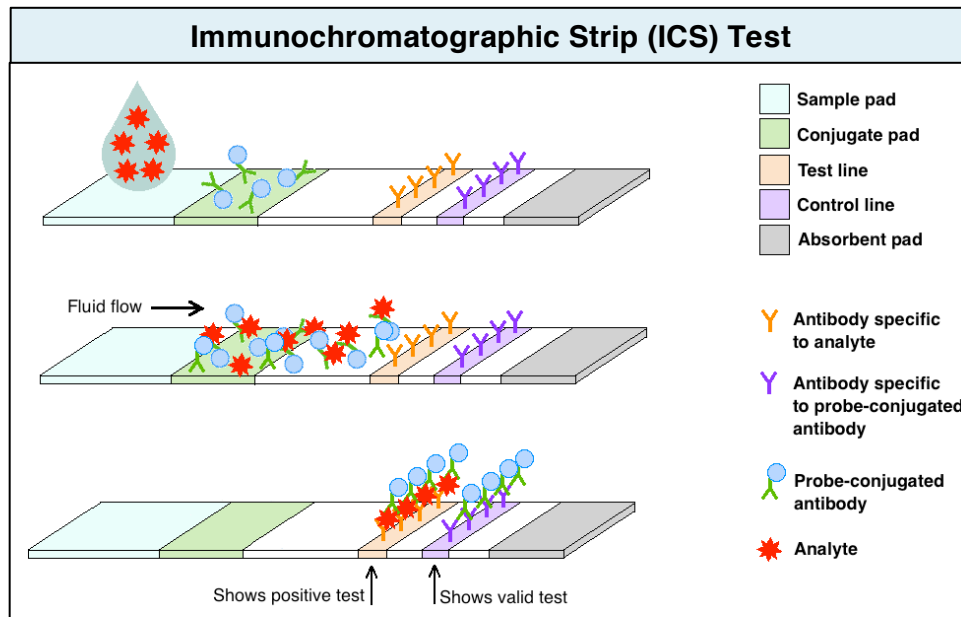 Immunochromatographic Strip (ICS) Test
Sample pad
Conjugate pad
Test line
Control line
Absorbent pad
Fluid flow
Antibody specific
to analyte
Antibody specific
to probe-conjugated
antibody
Probe-conjugated
antibody
Analyte
Shows positive test
Shows valid test